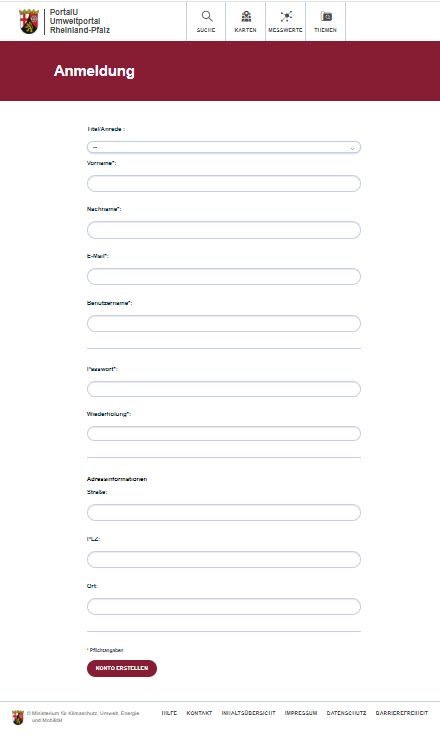 PortalU
Umweltportal
Rheinland-Pfalz
SUCHE
KARTEN
MESSWERTE
THEMEN
Anmeldung
Titel/Anrede :
--
Vorname*:
Nachname*:
E-Mail*:
Benutzername*:
Passwort*:
Wiederholung*:
Adressinformationen
Straße:
PLZ:
Ort:
* Pflichtangaben
KONTO ERSTELLEN
© Ministerium für Klimaschutz, Umwelt, Energie
und Mobilität
HILFE
KONTAKT
INHALTSÜBERSICHT
IMPRESSUM
DATENSCHUTZ
BARRIEREFREIHEIT